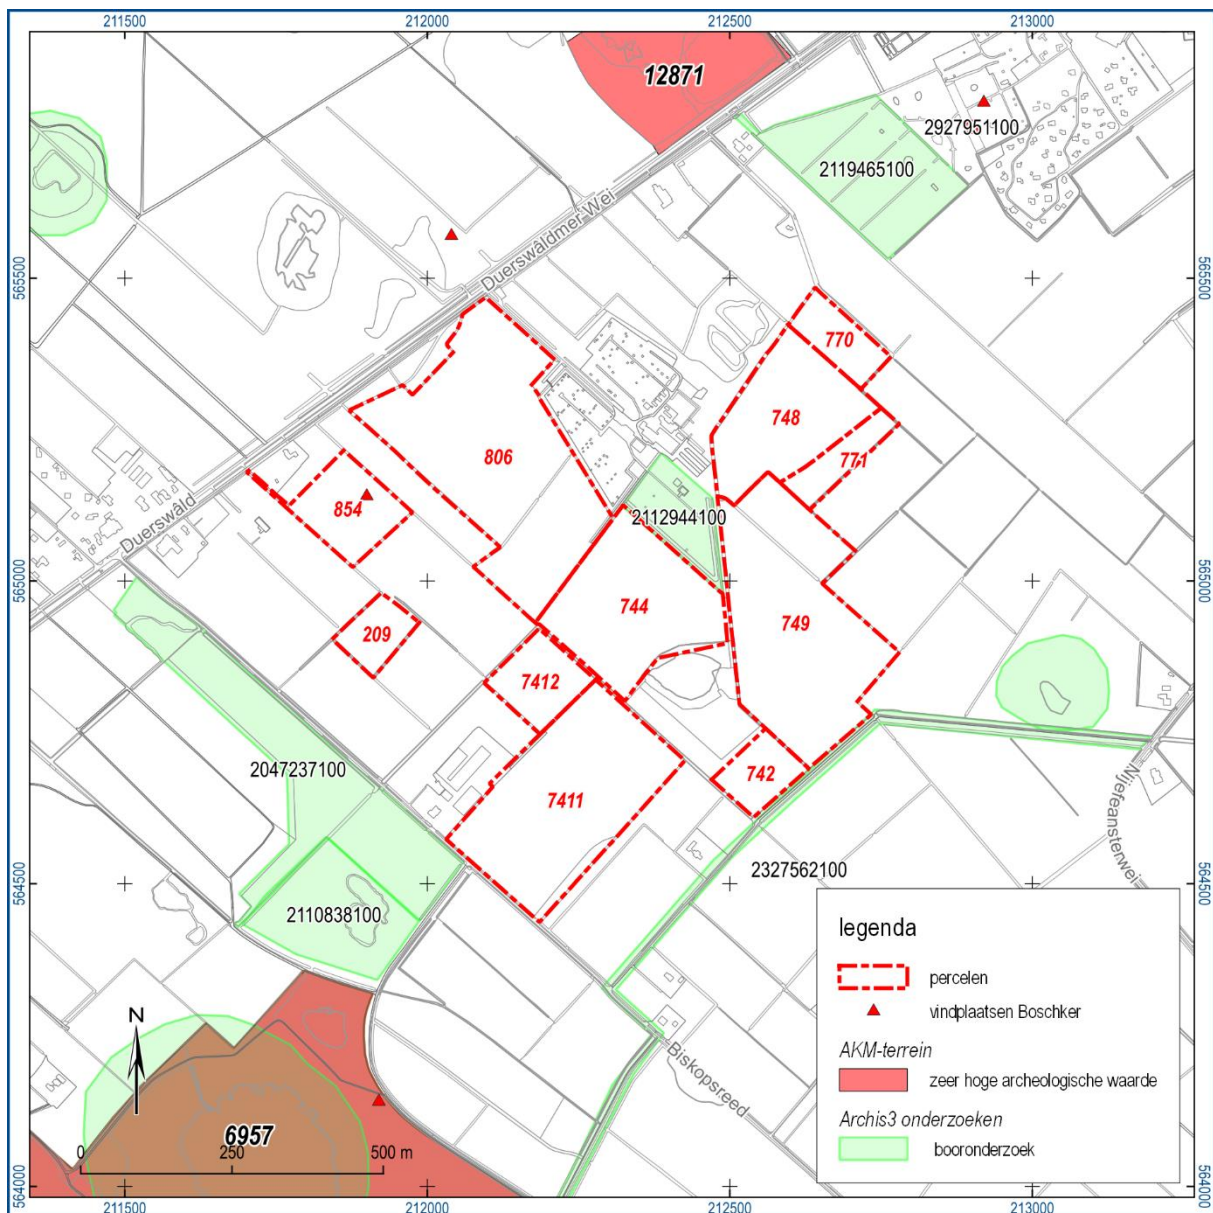 211500 212000 212500 213000
12871
2927951100
2119465100
Duerswâldmer Wei
565500 565500
770
748
806
771
854
2112944100
Duerswâld
565000 565000
744
749
209
7412
2047237100
742
7411
Nijefeansterwei
2327562100
564500 564500
2110838100
legenda
percelen
vindplaatsen Boschker
AKM-terrein
zeer hoge archeologische waarde
Archis3 onderzoeken
booronderzoek
N
Biskopsreed
6957
0 250 500 m
564000 564000
211500 212000 212500 213000